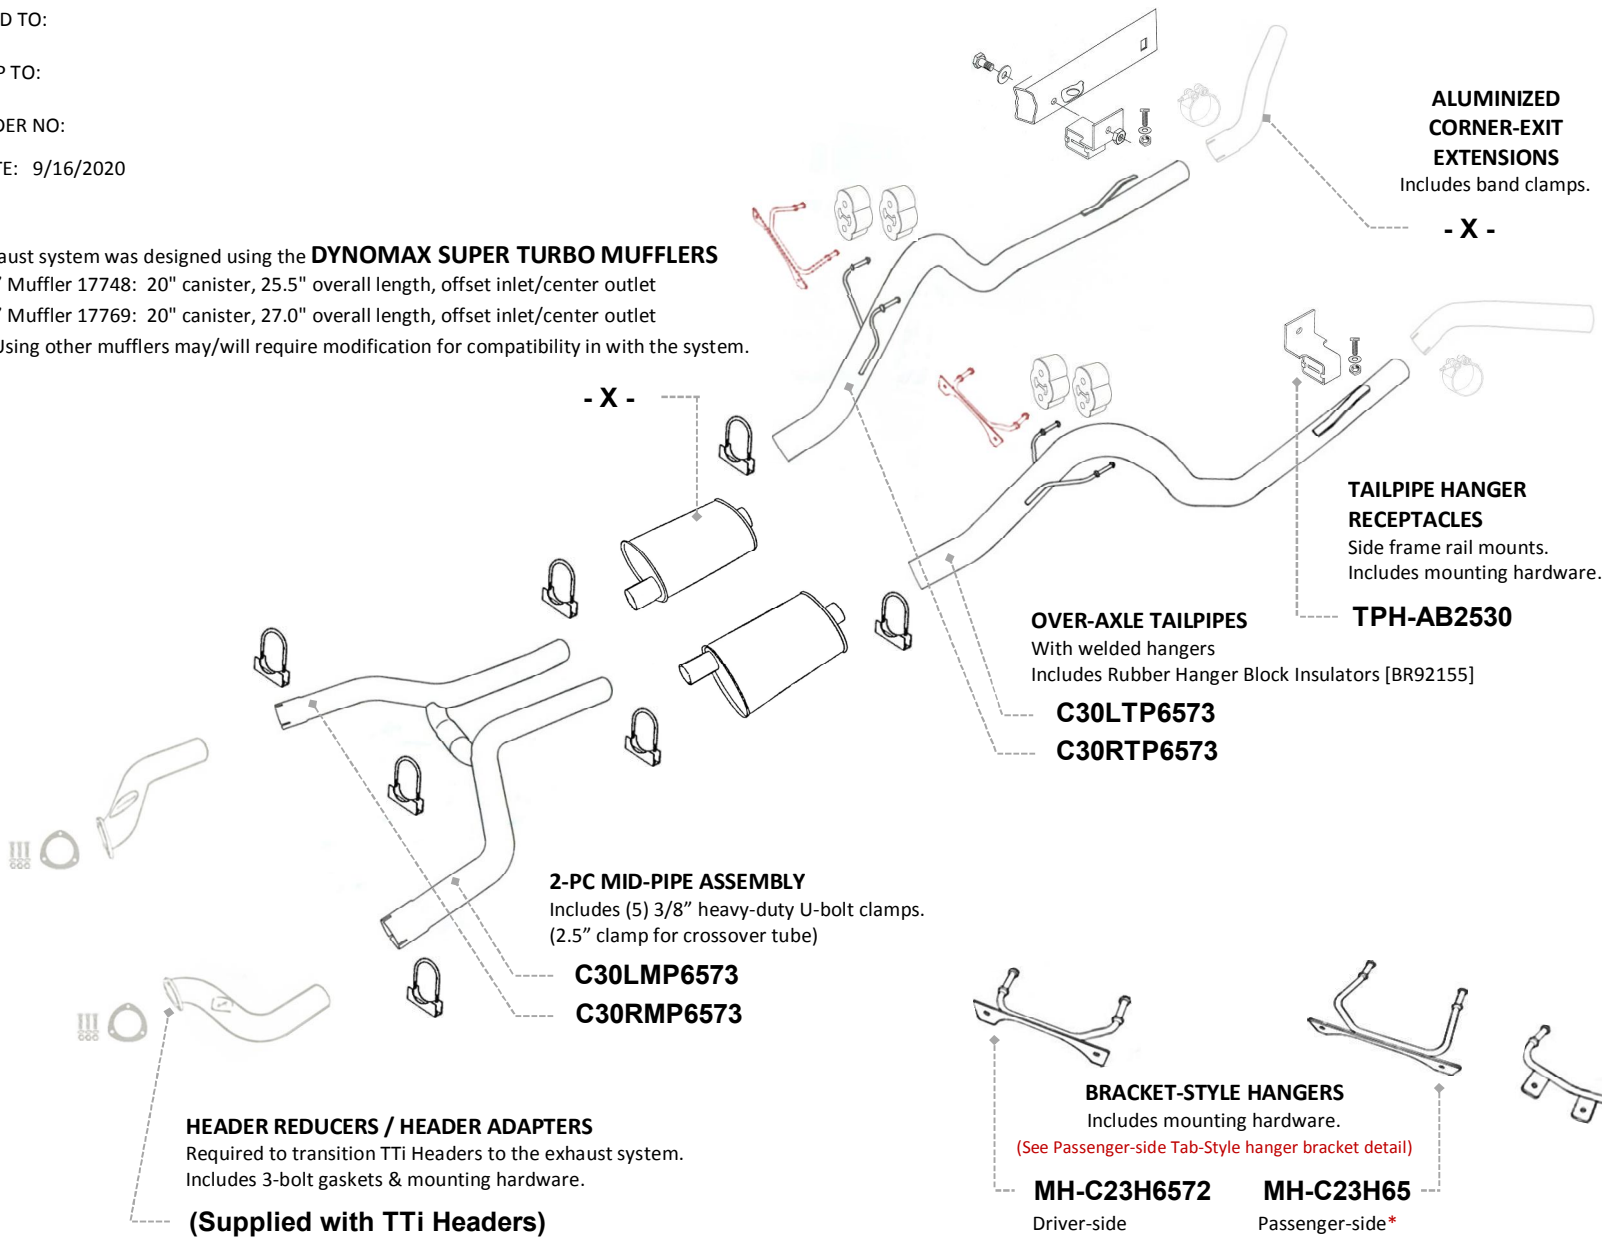 D TO:
P TO:
DER NO:
TE: 9/16/2020
aust system was designed using the DYNOMAX SUPER TURBO MUFFLERS
" Muffler 17748: 20" canister, 25.5" overall length, offset inlet/center outlet
" Muffler 17769: 20" canister, 27.0" overall length, offset inlet/center outlet
Using other mufflers may/will require modification for compatibility in with the system.
- X -
ALUMINIZED
CORNER-EXIT
EXTENSIONS
Includes band clamps.
- X -
TAILPIPE HANGER
RECEPTACLES
Side frame rail mounts.
Includes mounting hardware.
TPH-AB2530
OVER-AXLE TAILPIPES
With welded hangers
Includes Rubber Hanger Block Insulators [BR92155]
C30LTP6573
C30RTP6573
2-PC MID-PIPE ASSEMBLY
Includes (5) 3/8” heavy-duty U-bolt clamps.
(2.5” clamp for crossover tube)
C30LMP6573
C30RMP6573
HEADER REDUCERS / HEADER ADAPTERS
Required to transition TTi Headers to the exhaust system.
Includes 3-bolt gaskets & mounting hardware.
(Supplied with TTi Headers)
BRACKET-STYLE HANGERS
Includes mounting hardware.
(See Passenger-side Tab-Style hanger bracket detail)
MH-C23H6572
Driver-side
MH-C23H65
Passenger-side*